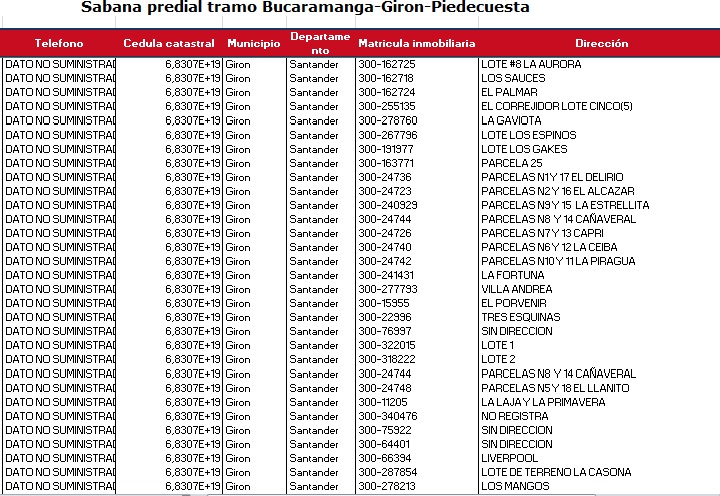 Sabana predial tramo Bucaramanga-Giron-Piedecuesta
Telefono Cedula catastral Municipio Departamento Matricula inmobiliaria Dirección
DATO NO SUMINISTRAD 6,8307E+19 Giron Santander 300-162725 LOTE #8 LA AURORA
DATO NO SUMINISTRAD 6,8307E+19 Giron Santander 300-162718 LOS SAUCES
DATO NO SUMINISTRAD 6,8307E+19 Giron Santander 300-162724 EL PALMAR
DATO NO SUMINISTRAD 6,8307E+19 Giron Santander 300-255135 EL CORREJIDOR LOTE CINCO(5)
DATO NO SUMINISTRAD 6,8307E+19 Giron Santander 300-278760 LA GAVIOTA
DATO NO SUMINISTRAD 6,8307E+19 Giron Santander 300-267796 LOTE LOS ESPINOS
DATO NO SUMINISTRAD 6,8307E+19 Giron Santander 300-191977 LOTE LOS GAKES
DATO NO SUMINISTRAD 6,8307E+19 Giron Santander 300-163771 PARCELA 25
DATO NO SUMINISTRAD 6,8307E+19 Giron Santander 300-24736 PARCELAS N1 Y 17 EL DELIRIO
DATO NO SUMINISTRAD 6,8307E+19 Giron Santander 300-24723 PARCELAS N2 Y 16 EL ALCAZAR
DATO NO SUMINISTRAD 6,8307E+19 Giron Santander 300-240929 PARCELAS N9 Y 15 LA ESTRELLITA
DATO NO SUMINISTRAD 6,8307E+19 Giron Santander 300-24744 PARCELAS N8 Y 14 CAÑAVERAL
DATO NO SUMINISTRAD 6,8307E+19 Giron Santander 300-24726 PARCELAS N7 Y 13 CAPRI
DATO NO SUMINISTRAD 6,8307E+19 Giron Santander 300-24740 PARCELAS N6 Y 12 LA CEIBA
DATO NO SUMINISTRAD 6,8307E+19 Giron Santander 300-24742 PARCELAS N10 Y 11 LA PIRAGUA
DATO NO SUMINISTRAD 6,8307E+19 Giron Santander 300-241431 LA FORTUNA
DATO NO SUMINISTRAD 6,8307E+19 Giron Santander 300-277793 VILLA ANDREA
DATO NO SUMINISTRAD 6,8307E+19 Giron Santander 300-15955 EL PORVENIR
DATO NO SUMINISTRAD 6,8307E+19 Giron Santander 300-22996 TRES ESQUINAS
DATO NO SUMINISTRAD 6,8307E+19 Giron Santander 300-76997 SIN DIRECCION
DATO NO SUMINISTRAD 6,8307E+19 Giron Santander 300-322015 LOTE 1
DATO NO SUMINISTRAD 6,8307E+19 Giron Santander 300-318222 LOTE 2
DATO NO SUMINISTRAD 6,8307E+19 Giron Santander 300-24744 PARCELAS N8 Y 14 CAÑAVERAL
DATO NO SUMINISTRAD 6,8307E+19 Giron Santander 300-24748 PARCELAS N5 Y 18 EL LLANITO
DATO NO SUMINISTRAD 6,8307E+19 Giron Santander 300-11205 LA LAJA Y LA PRIMAVERA
DATO NO SUMINISTRAD 6,8307E+19 Giron Santander 300-340476 NO REGISTRA
DATO NO SUMINISTRAD 6,8307E+19 Giron Santander 300-75922 SIN DIRECCION
DATO NO SUMINISTRAD 6,8307E+19 Giron Santander 300-64401 SIN DIRECCION
DATO NO SUMINISTRAD 6,8307E+19 Giron Santander 300-66394 LIVERPOOL
DATO NO SUMINISTRAD 6,8307E+19 Giron Santander 300-287854 LOTE DE TERRENO LA CASONA
DATO NO SUMINISTRAD 6,8307E+19 Giron Santander 300-278213 LOS MANGOS